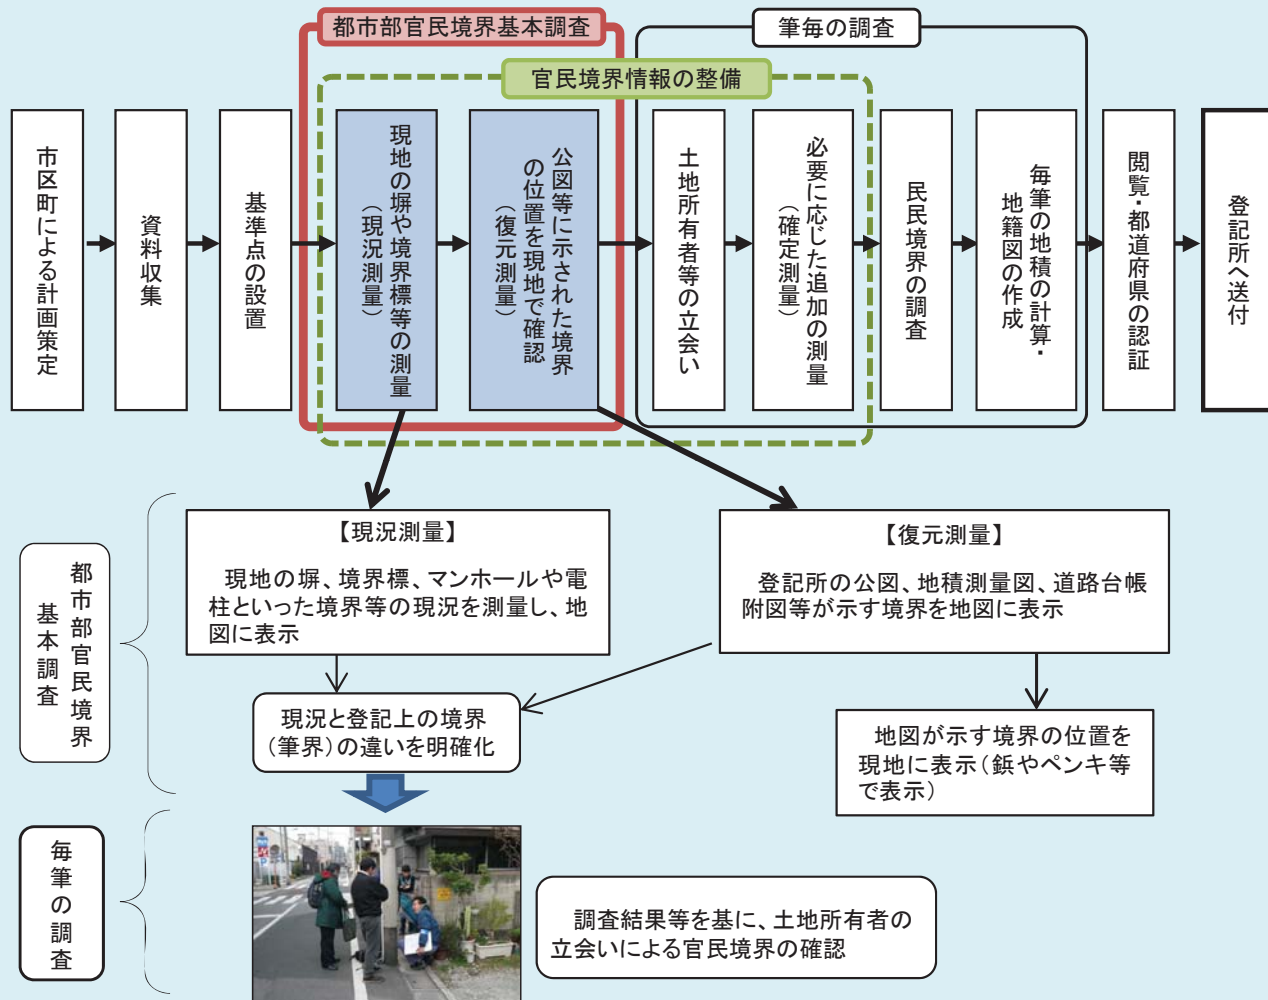 都市部官民境界基本調査
筆毎の調査
官民境界情報の整備
市区町による計画策定
資料収集
基準点の設置
現地の塀や境界標等の測量
（現況測量）
公図等に示された境界
の位置を現地で確認
（復元測量）
土地所有者等の立会い
必要に応じた追加の測量
（確定測量）
民民境界の調査
毎筆の地積の計算・
地籍図の作成
閲覧・都道府県の認証
登記所へ送付
都市部官民境界
基本調査
【現況測量】
現地の塀、境界標、マンホールや電
柱といった境界等の現況を測量し、地
図に表示
【復元測量】
登記所の公図、地積測量図、道路台帳
附図等が示す境界を地図に表示
現況と登記上の境界
（筆界）の違いを明確化
地図が示す境界の位置を
現地に表示（鋲やペンキ等
で表示）
毎筆の調査
調査結果等を基に、土地所有者の
立会いによる官民境界の確認